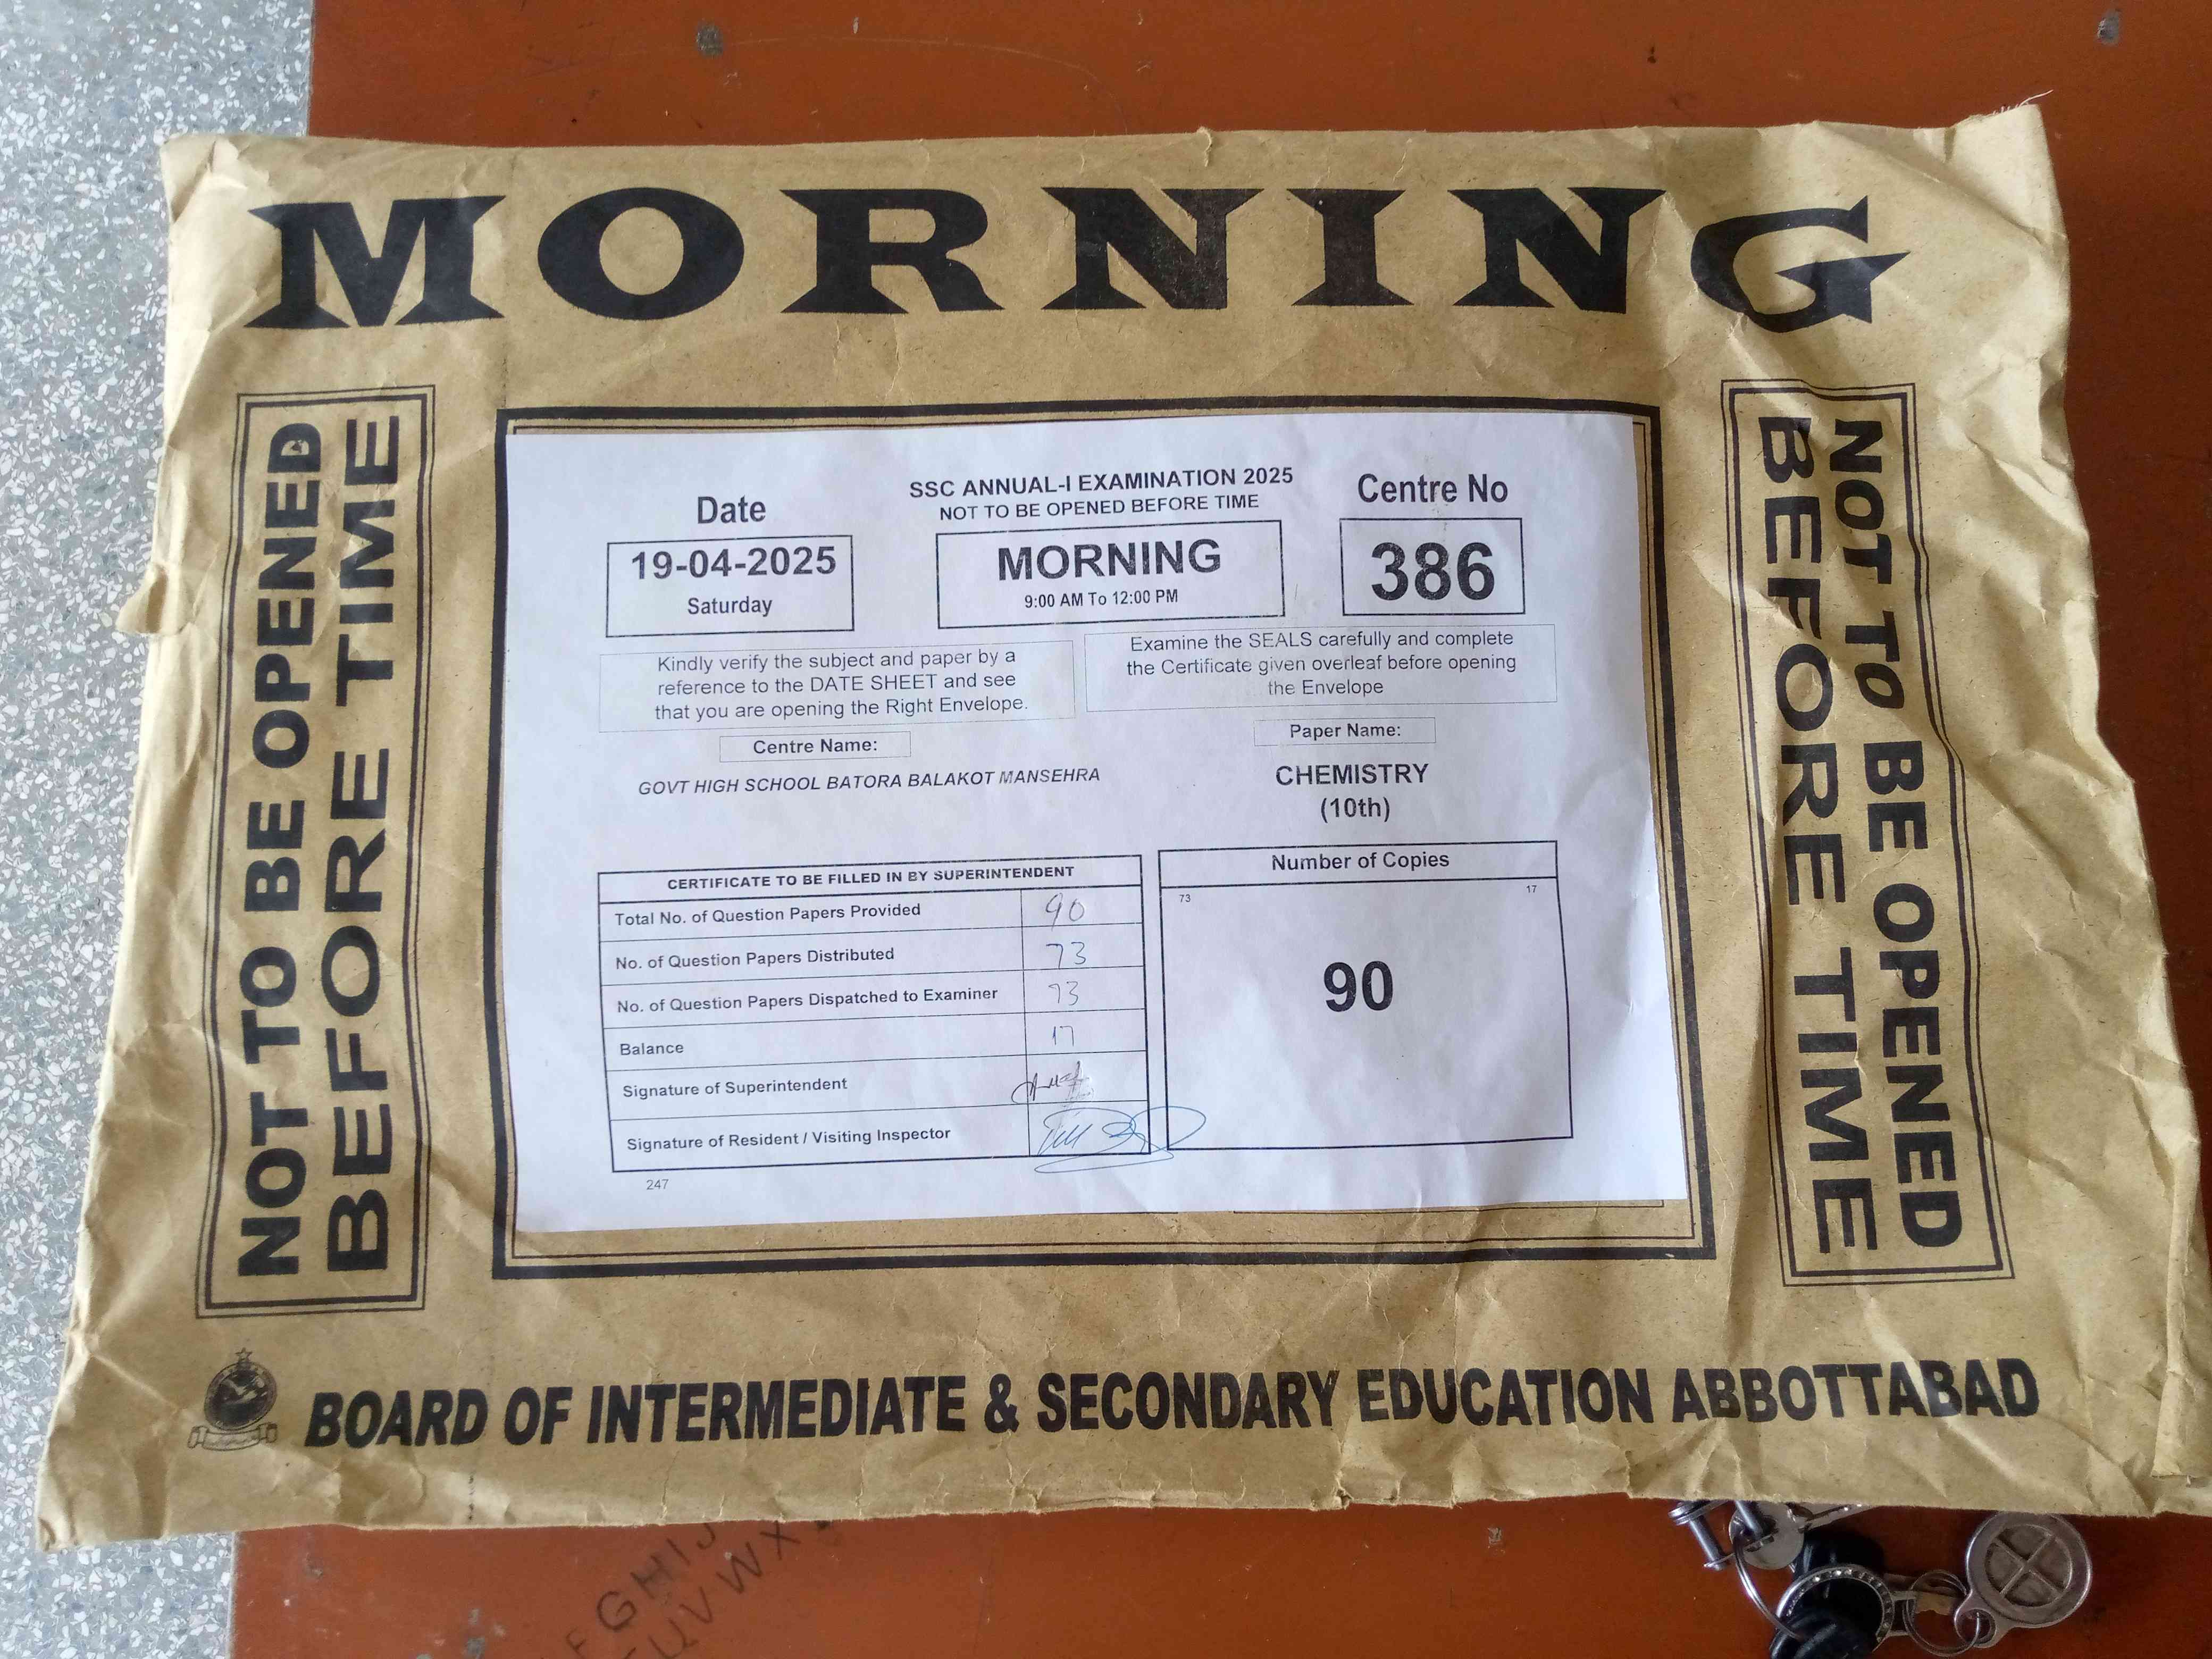 MORNING
NOT TO BE OPENED
BEFORE TIME
SSC ANNUAL-I EXAMINATION 2025
NOT TO BE OPENED BEFORE TIME
Date
19-04-2025
Saturday
MORNING
9:00 AM To 12:00 PM
Centre No
386
Kindly verify the subject and paper by a
reference to the DATE SHEET and see
that you are opening the Right Envelope.
Examine the SEALS carefully and complete
the Certificate given overleaf before opening
the Envelope
Centre Name:
GOVT HIGH SCHOOL BATORA BALAKOT MANSEHRA
Paper Name:
CHEMISTRY
(10th)
CERTIFICATE TO BE FILLED IN BY SUPERINTENDENT
Total No. of Question Papers Provided 90
No. of Question Papers Distributed 73
No. of Question Papers Dispatched to Examiner 73
Balance 17
Signature of Superintendent
Signature of Resident / Visiting Inspector
247
Number of Copies
73 17
90
NOT TO BE OPENED
BEFORE TIME
BOARD OF INTERMEDIATE & SECONDARY EDUCATION ABBOTTABAD
GHIJ
UVWX